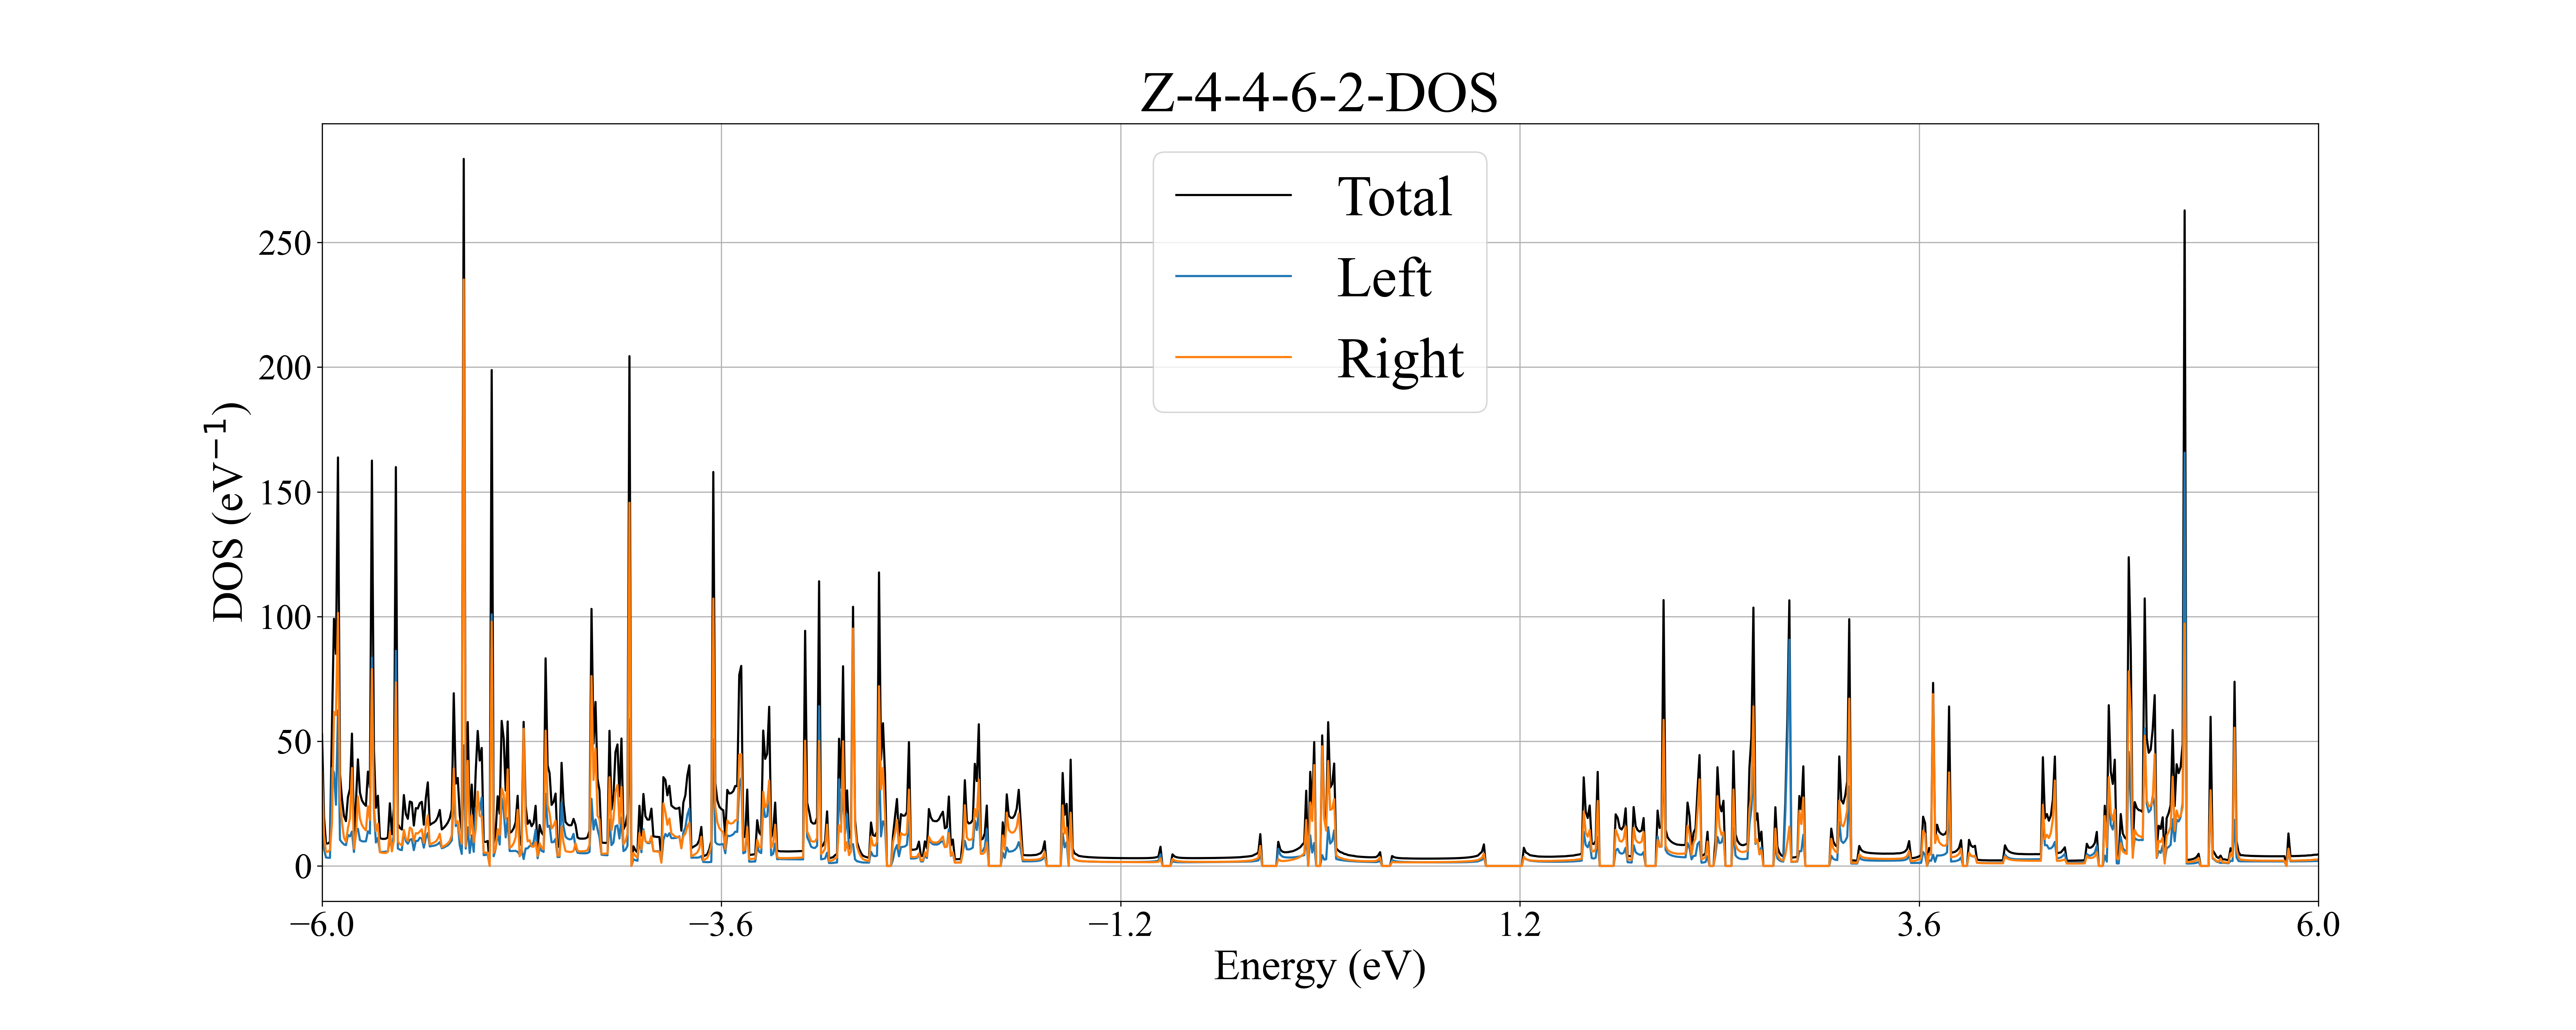 Z-4-4-6-2-DOS
Total
Left
Right
250
200
150
100
50
0
DOS (eV⁻¹)
−6.0 −3.6 −1.2 1.2 3.6 6.0
Energy (eV)